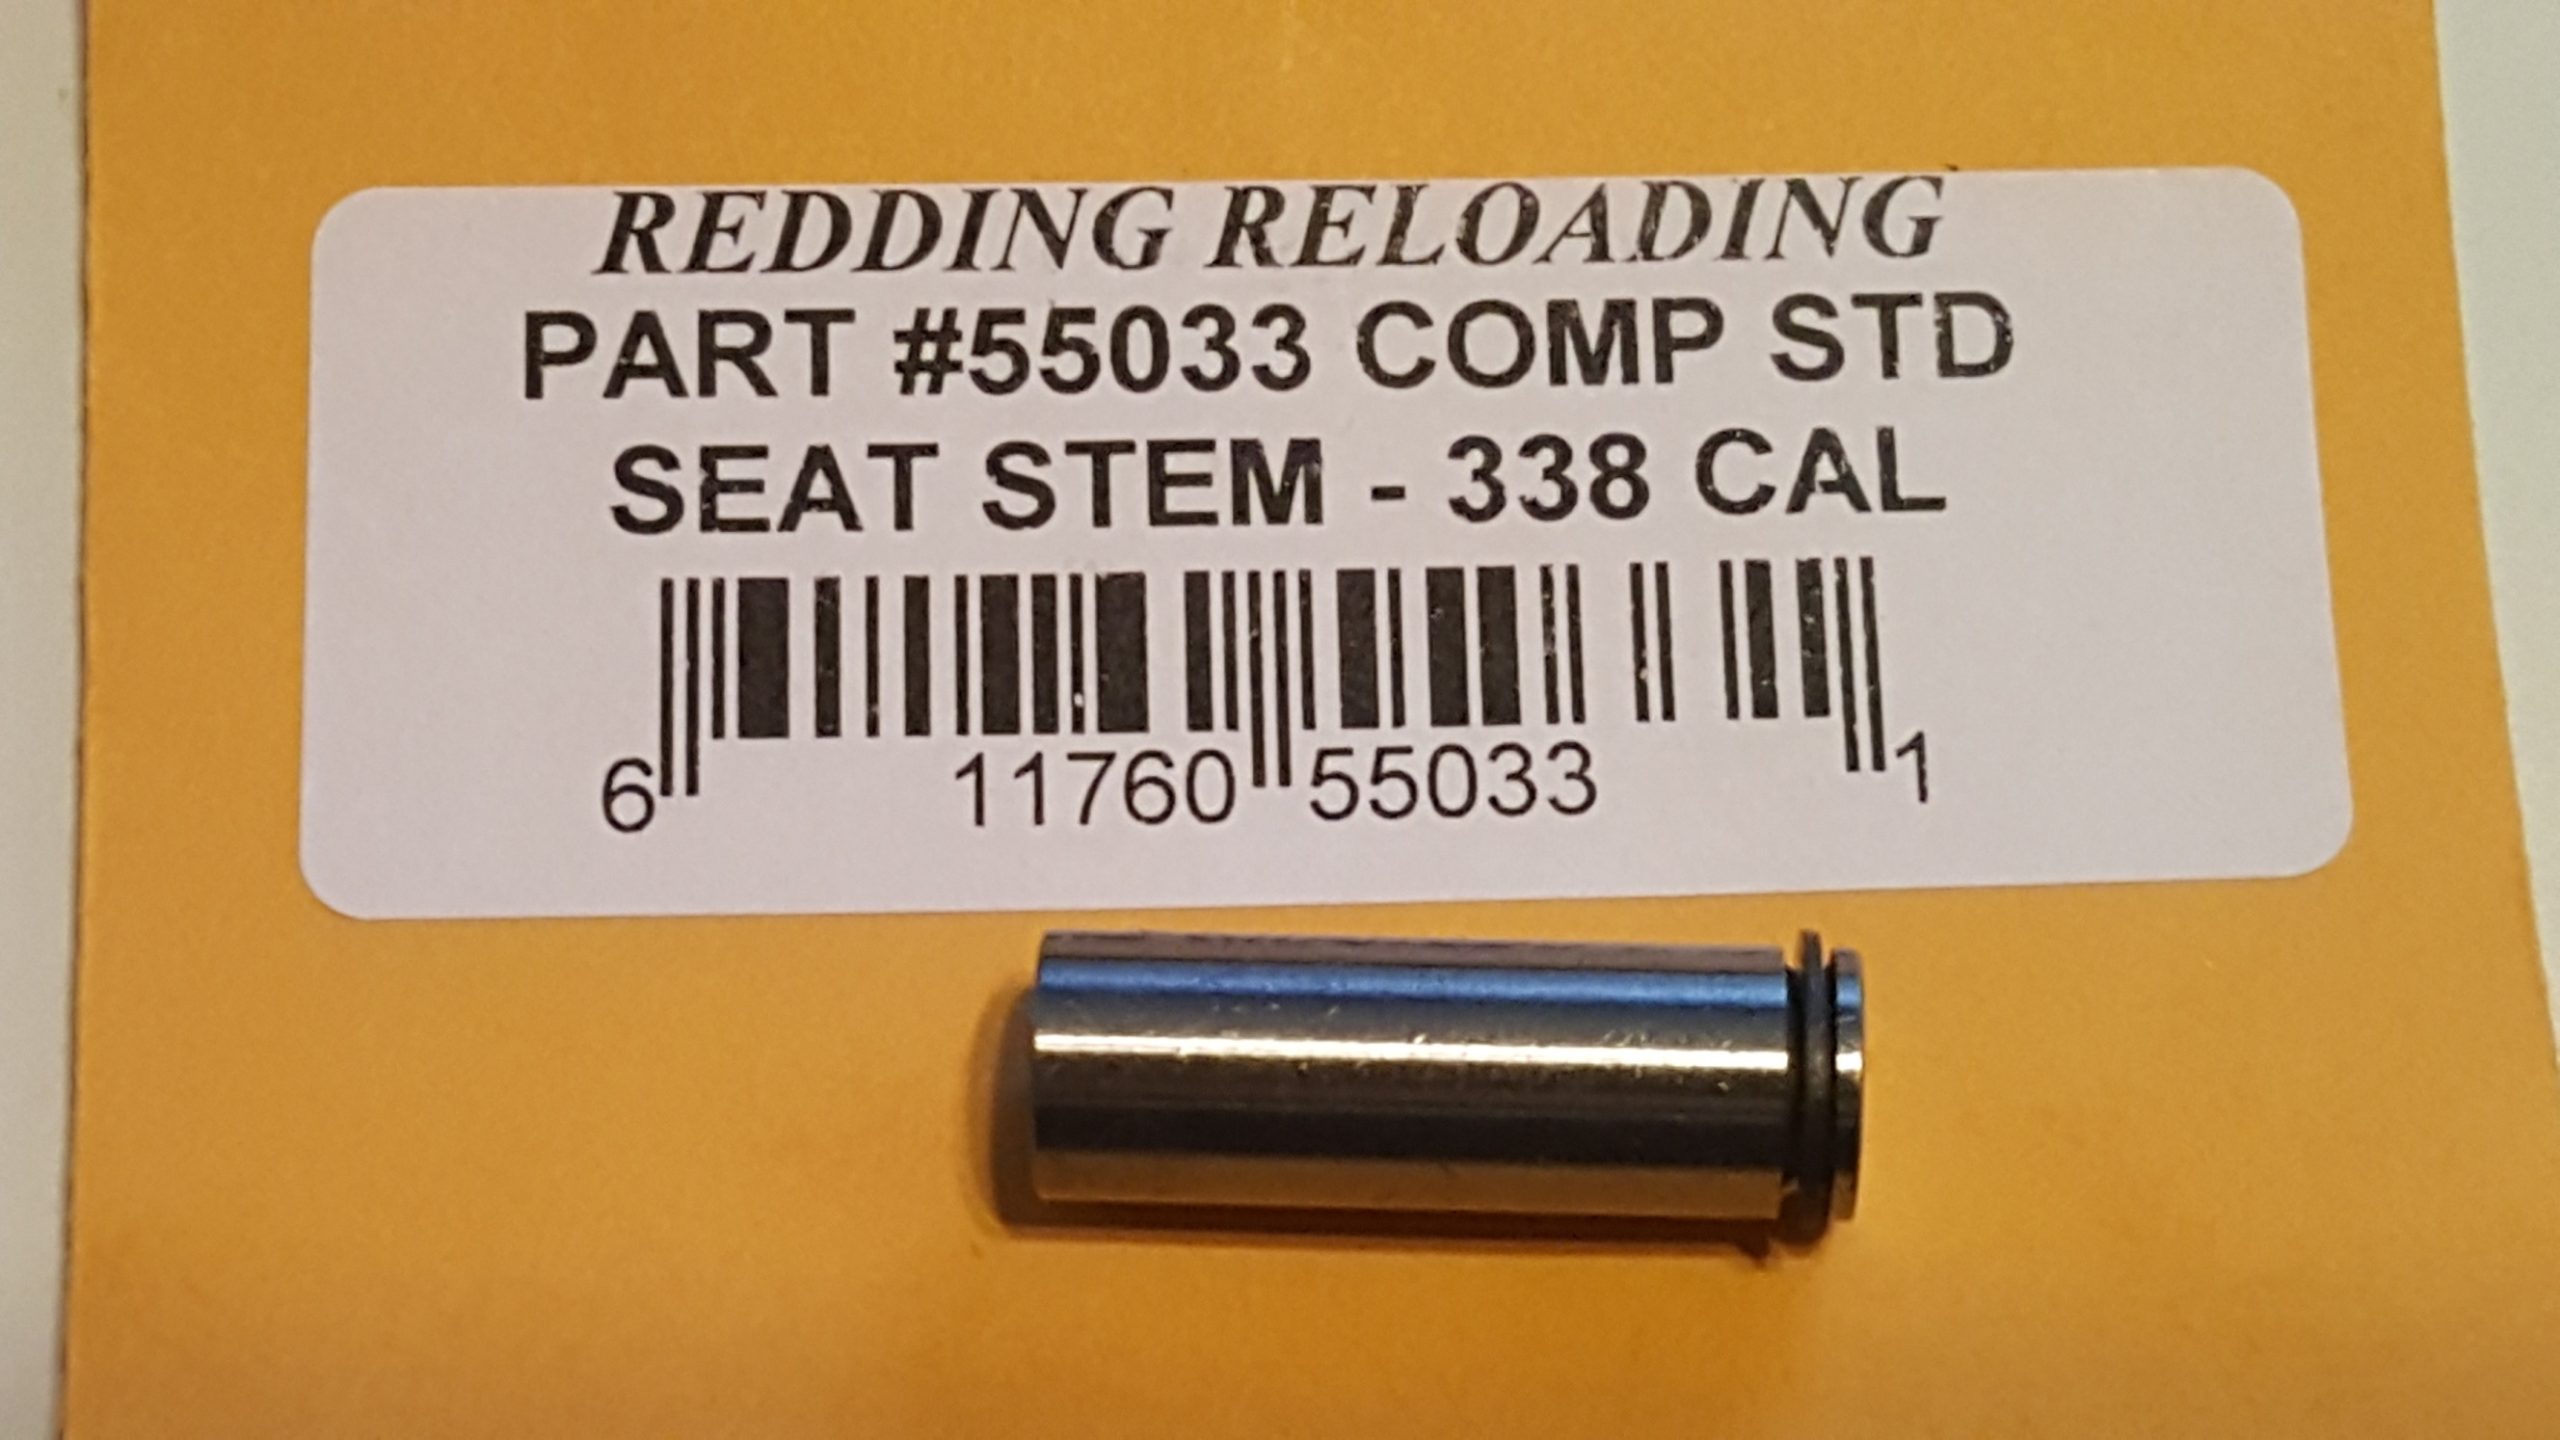 REDDING RELOADING
PART #55033 COMP STD
SEAT STEM - 338 CAL
6 11760 55033 1